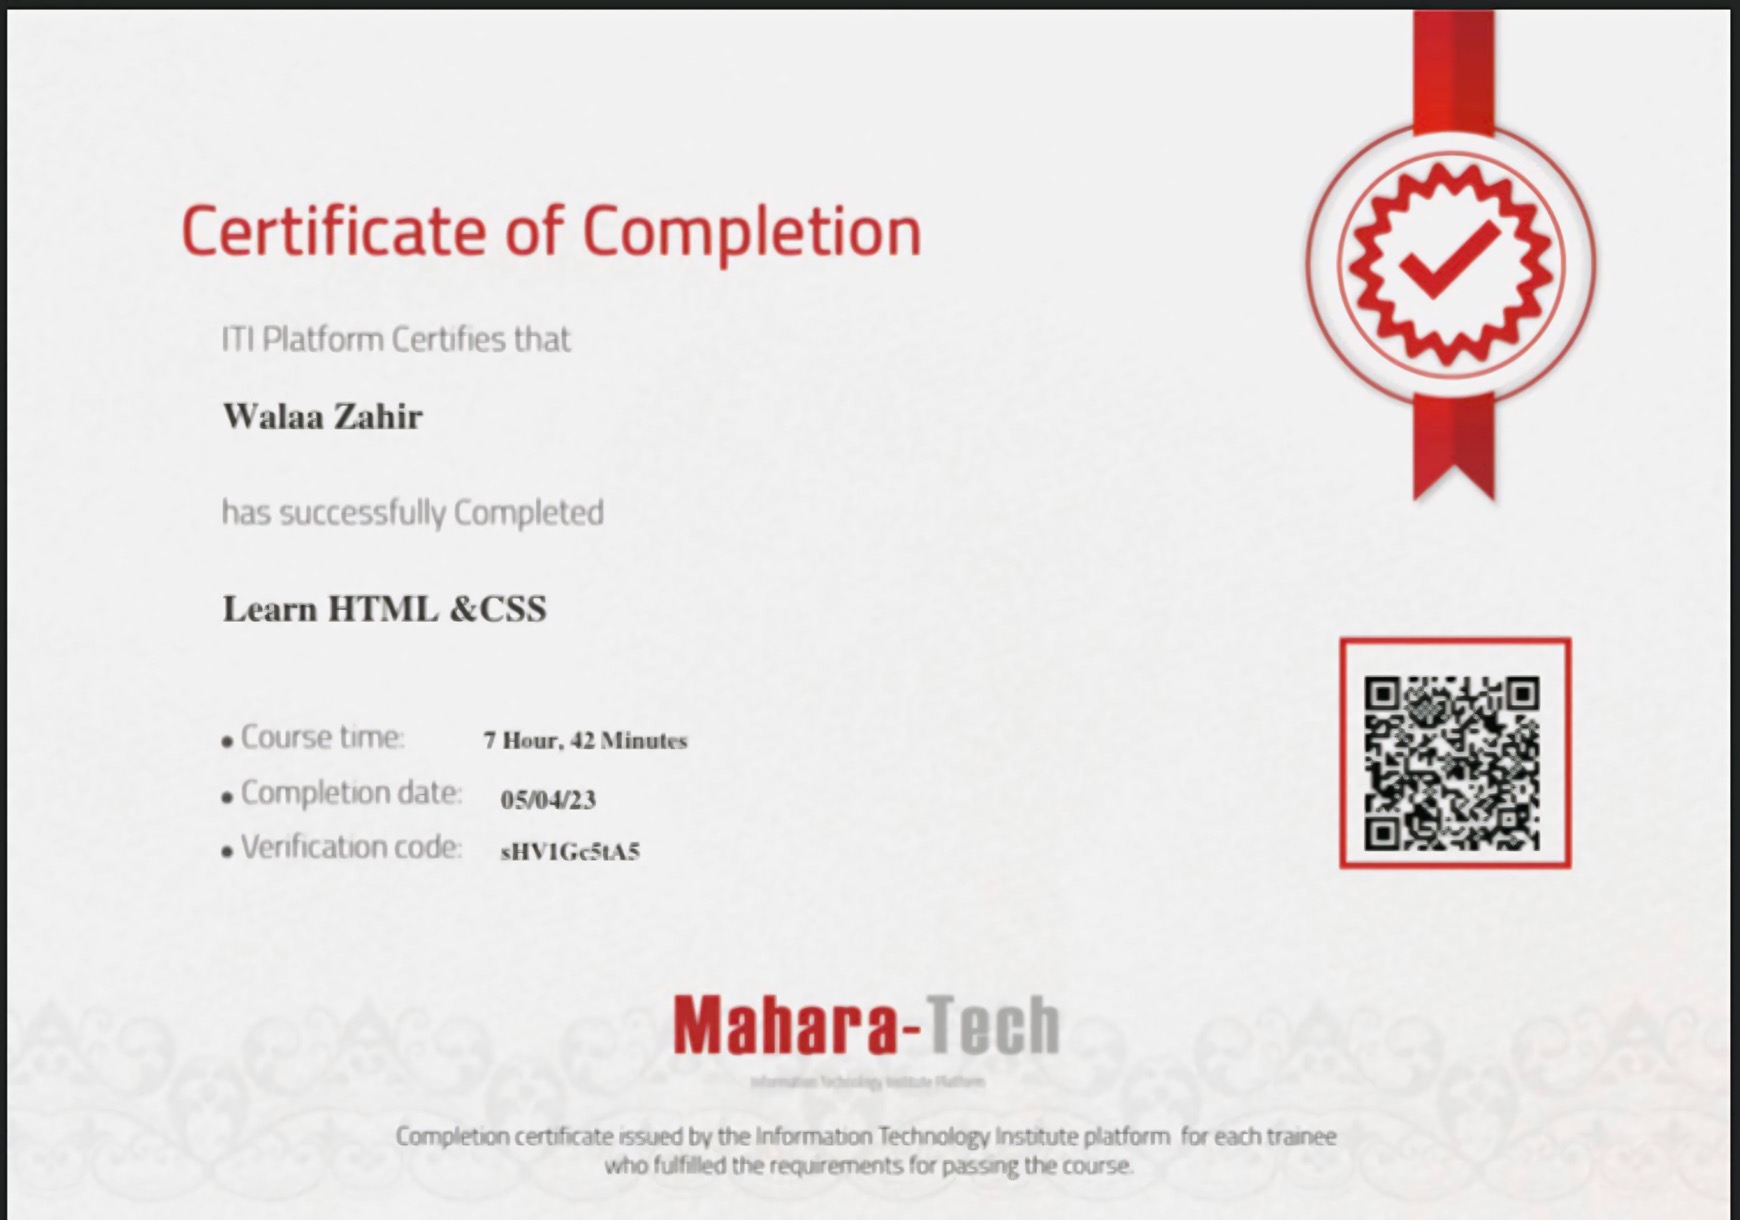 Certificate of Completion
ITI Platform Certifies that
Walaa Zahir
has successfully Completed
Learn HTML &CSS
• Course time: 7 Hour, 42 Minutes
• Completion date: 05/04/23
• Verification code: sHV1Gc5tA5
Mahara-Tech
Information Technology Institute Platform
Completion certificate issued by the Information Technology Institute platform for each trainee
who fulfilled the requirements for passing the course.